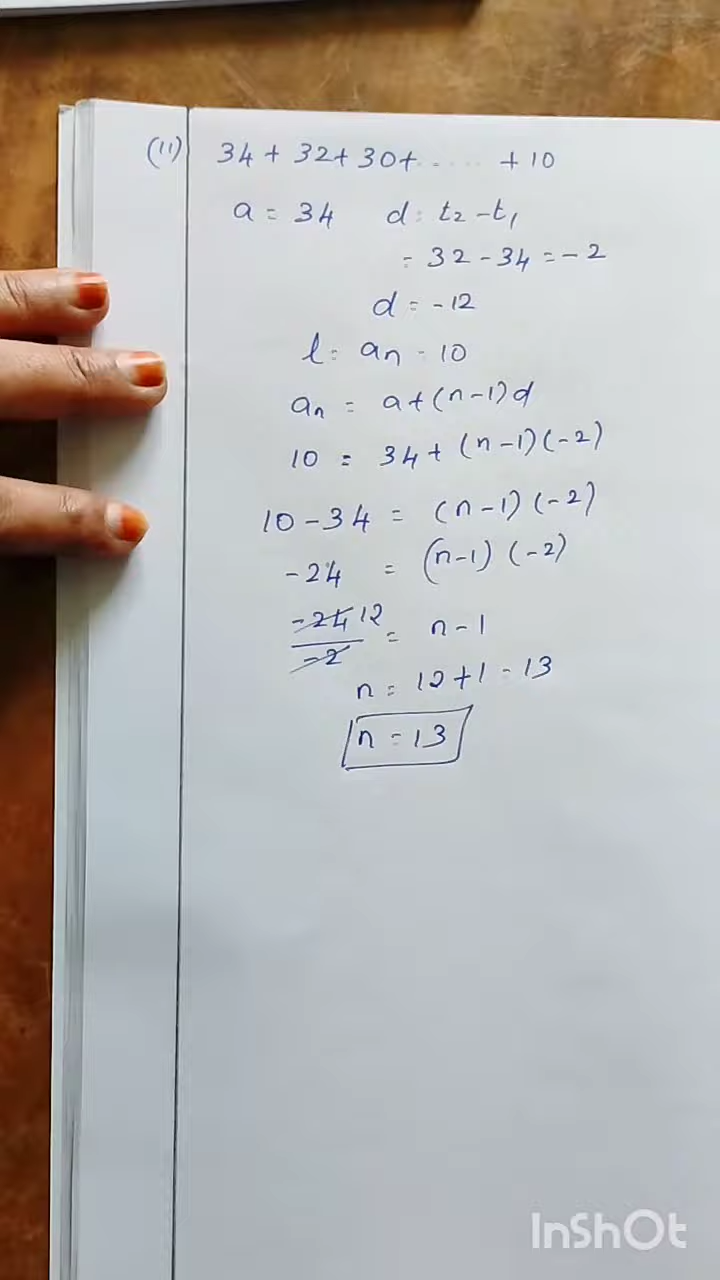 (11) 34 + 32 + 30 + ..... + 10
a = 34 d = t₂ - t₁
= 32 - 34 = - 2
d = - 12
l = an = 10
an = a + (n - 1) d
10 = 34 + (n - 1) (-2)
10 - 34 = (n - 1) (-2)
-24 = (n-1) (-2)
-24/-2 12 = n - 1
n = 12 + 1 = 13
n = 13
InShOt